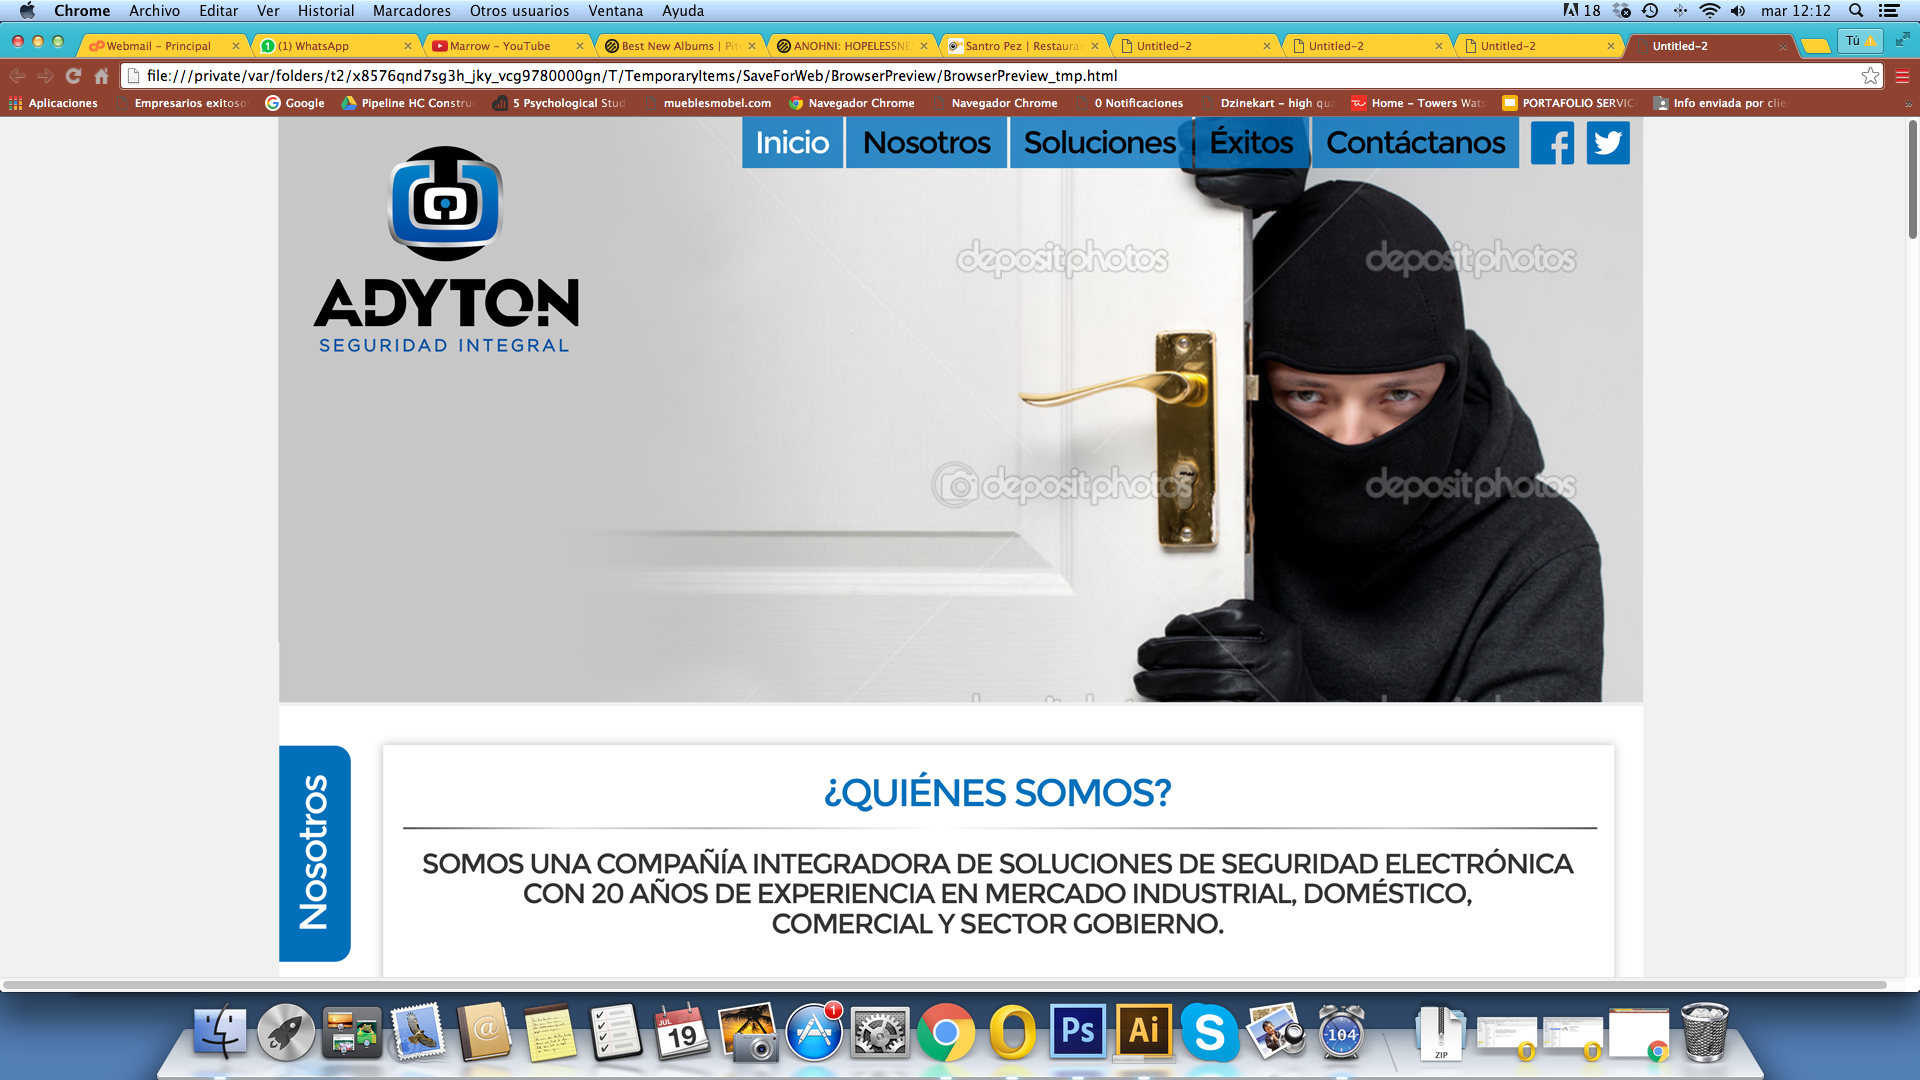 Chrome Archivo Editar Ver Historial Marcadores Otros usuarios Ventana Ayuda 18 mar 12:12
Webmail – Principal (1) WhatsApp Marrow – YouTube Best New Albums | Pit ANOHNI: HOPELESSNES Santro Pez | Restaura Untitled-2 Untitled-2 Untitled-2 Untitled-2 Tú
file:///private/var/folders/t2/x8576qnd7sg3h_jky_vcg9780000gn/T/TemporaryItems/SaveForWeb/BrowserPreview/BrowserPreview_tmp.html
Aplicaciones Empresarios exitoso Google Pipeline HC Constru 5 Psychological Stud mueblesmobel.com Navegador Chrome Navegador Chrome 0 Notificaciones Dzinekart – high qua Home – Towers Wats PORTAFOLIO SERVIC Info enviada por clie »
Inicio Nosotros Soluciones Éxitos Contáctanos
ADYTON
SEGURIDAD INTEGRAL
depositphotos depositphotos
depositphotos depositphotos
depositphotos depositphotos
Nosotros
¿QUIÉNES SOMOS?
SOMOS UNA COMPAÑÍA INTEGRADORA DE SOLUCIONES DE SEGURIDAD ELECTRÓNICA
CON 20 AÑOS DE EXPERIENCIA EN MERCADO INDUSTRIAL, DOMÉSTICO,
COMERCIAL Y SECTOR GOBIERNO.
JUL
19
1
Ps
Ai
-104
ZIP